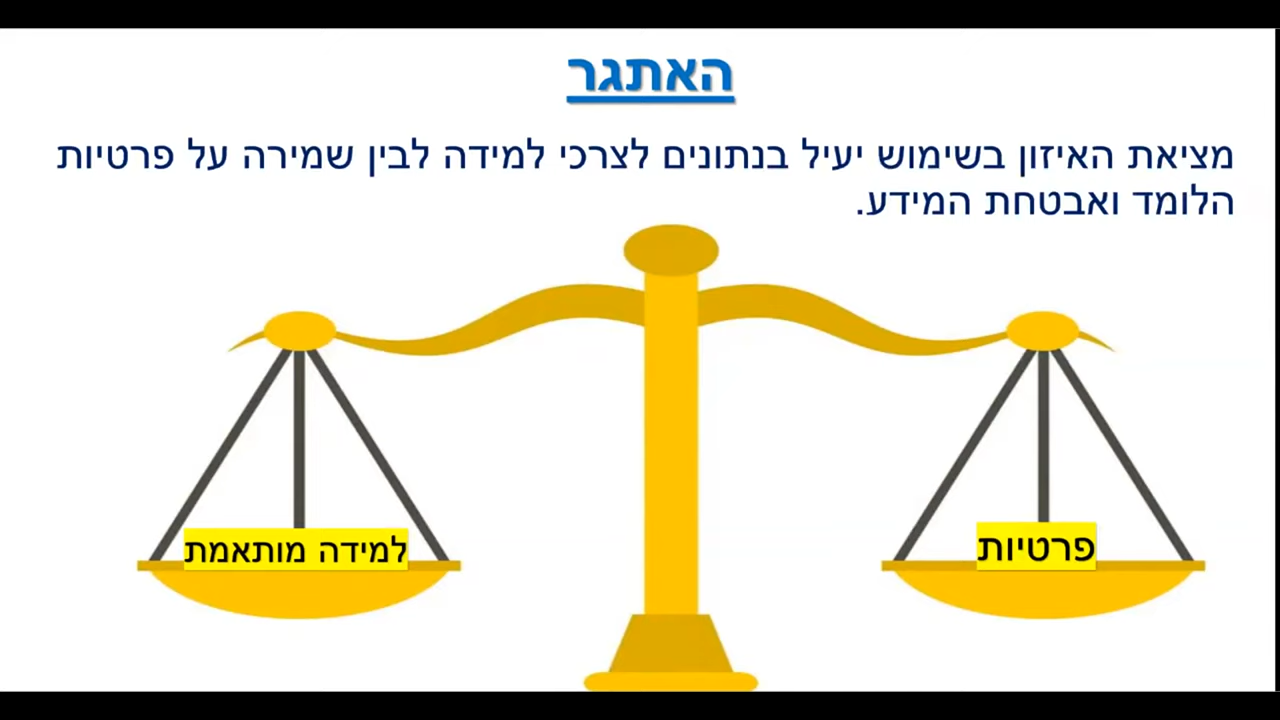 האתגר
מציאת האיזון בשימוש יעיל בנתונים לצרכי למידה לבין שמירה על פרטיות
הלומד ואבטחת המידע.
פרטיות
למידה מותאמת